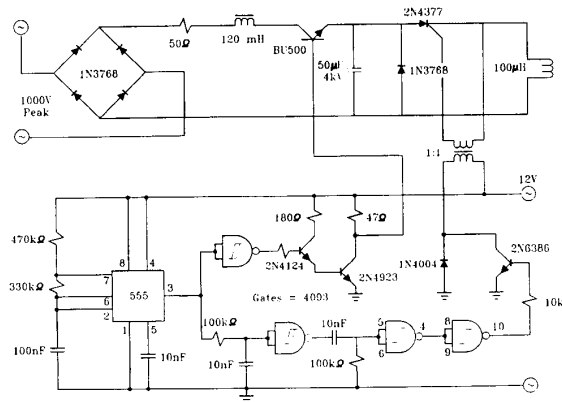 2N4377
50Ω
120 mH
BU500
1N3768
50μF
4kV
1N3768
100μH
1000V
Peak
1:1
12V
180Ω
47Ω
470kΩ
8
4
2N4124
2N4923
1N4004
2N6386
7
330kΩ
6
555
3
2
Gates = 4093
10k
1
5
100kΩ
10nF
5
4
8
10
100nF
10nF
10nF
100kΩ
6
9